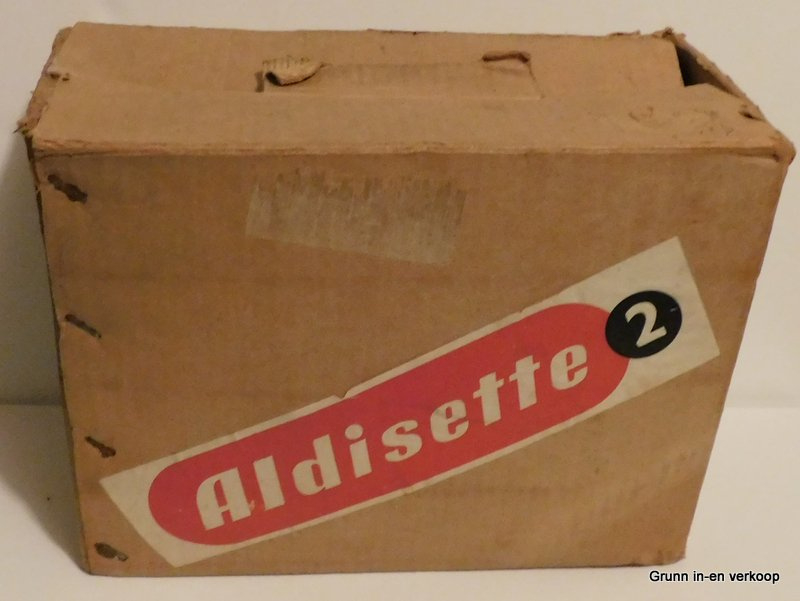 Aldisette 2
Grunn in-en verkoop